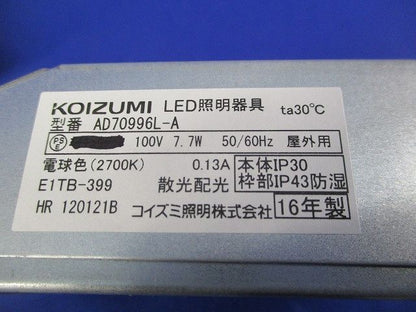 KOIZUMI LED照明器具 ta30℃
型番 AD70996L-A
PSE 100V 7.7W 50/60Hz 屋外用
電球色(2700K) 0.13A 本体IP30
E1TB-399 散光配光 枠部IP43防湿
HR 120121B コイズミ照明株式会社 16年製